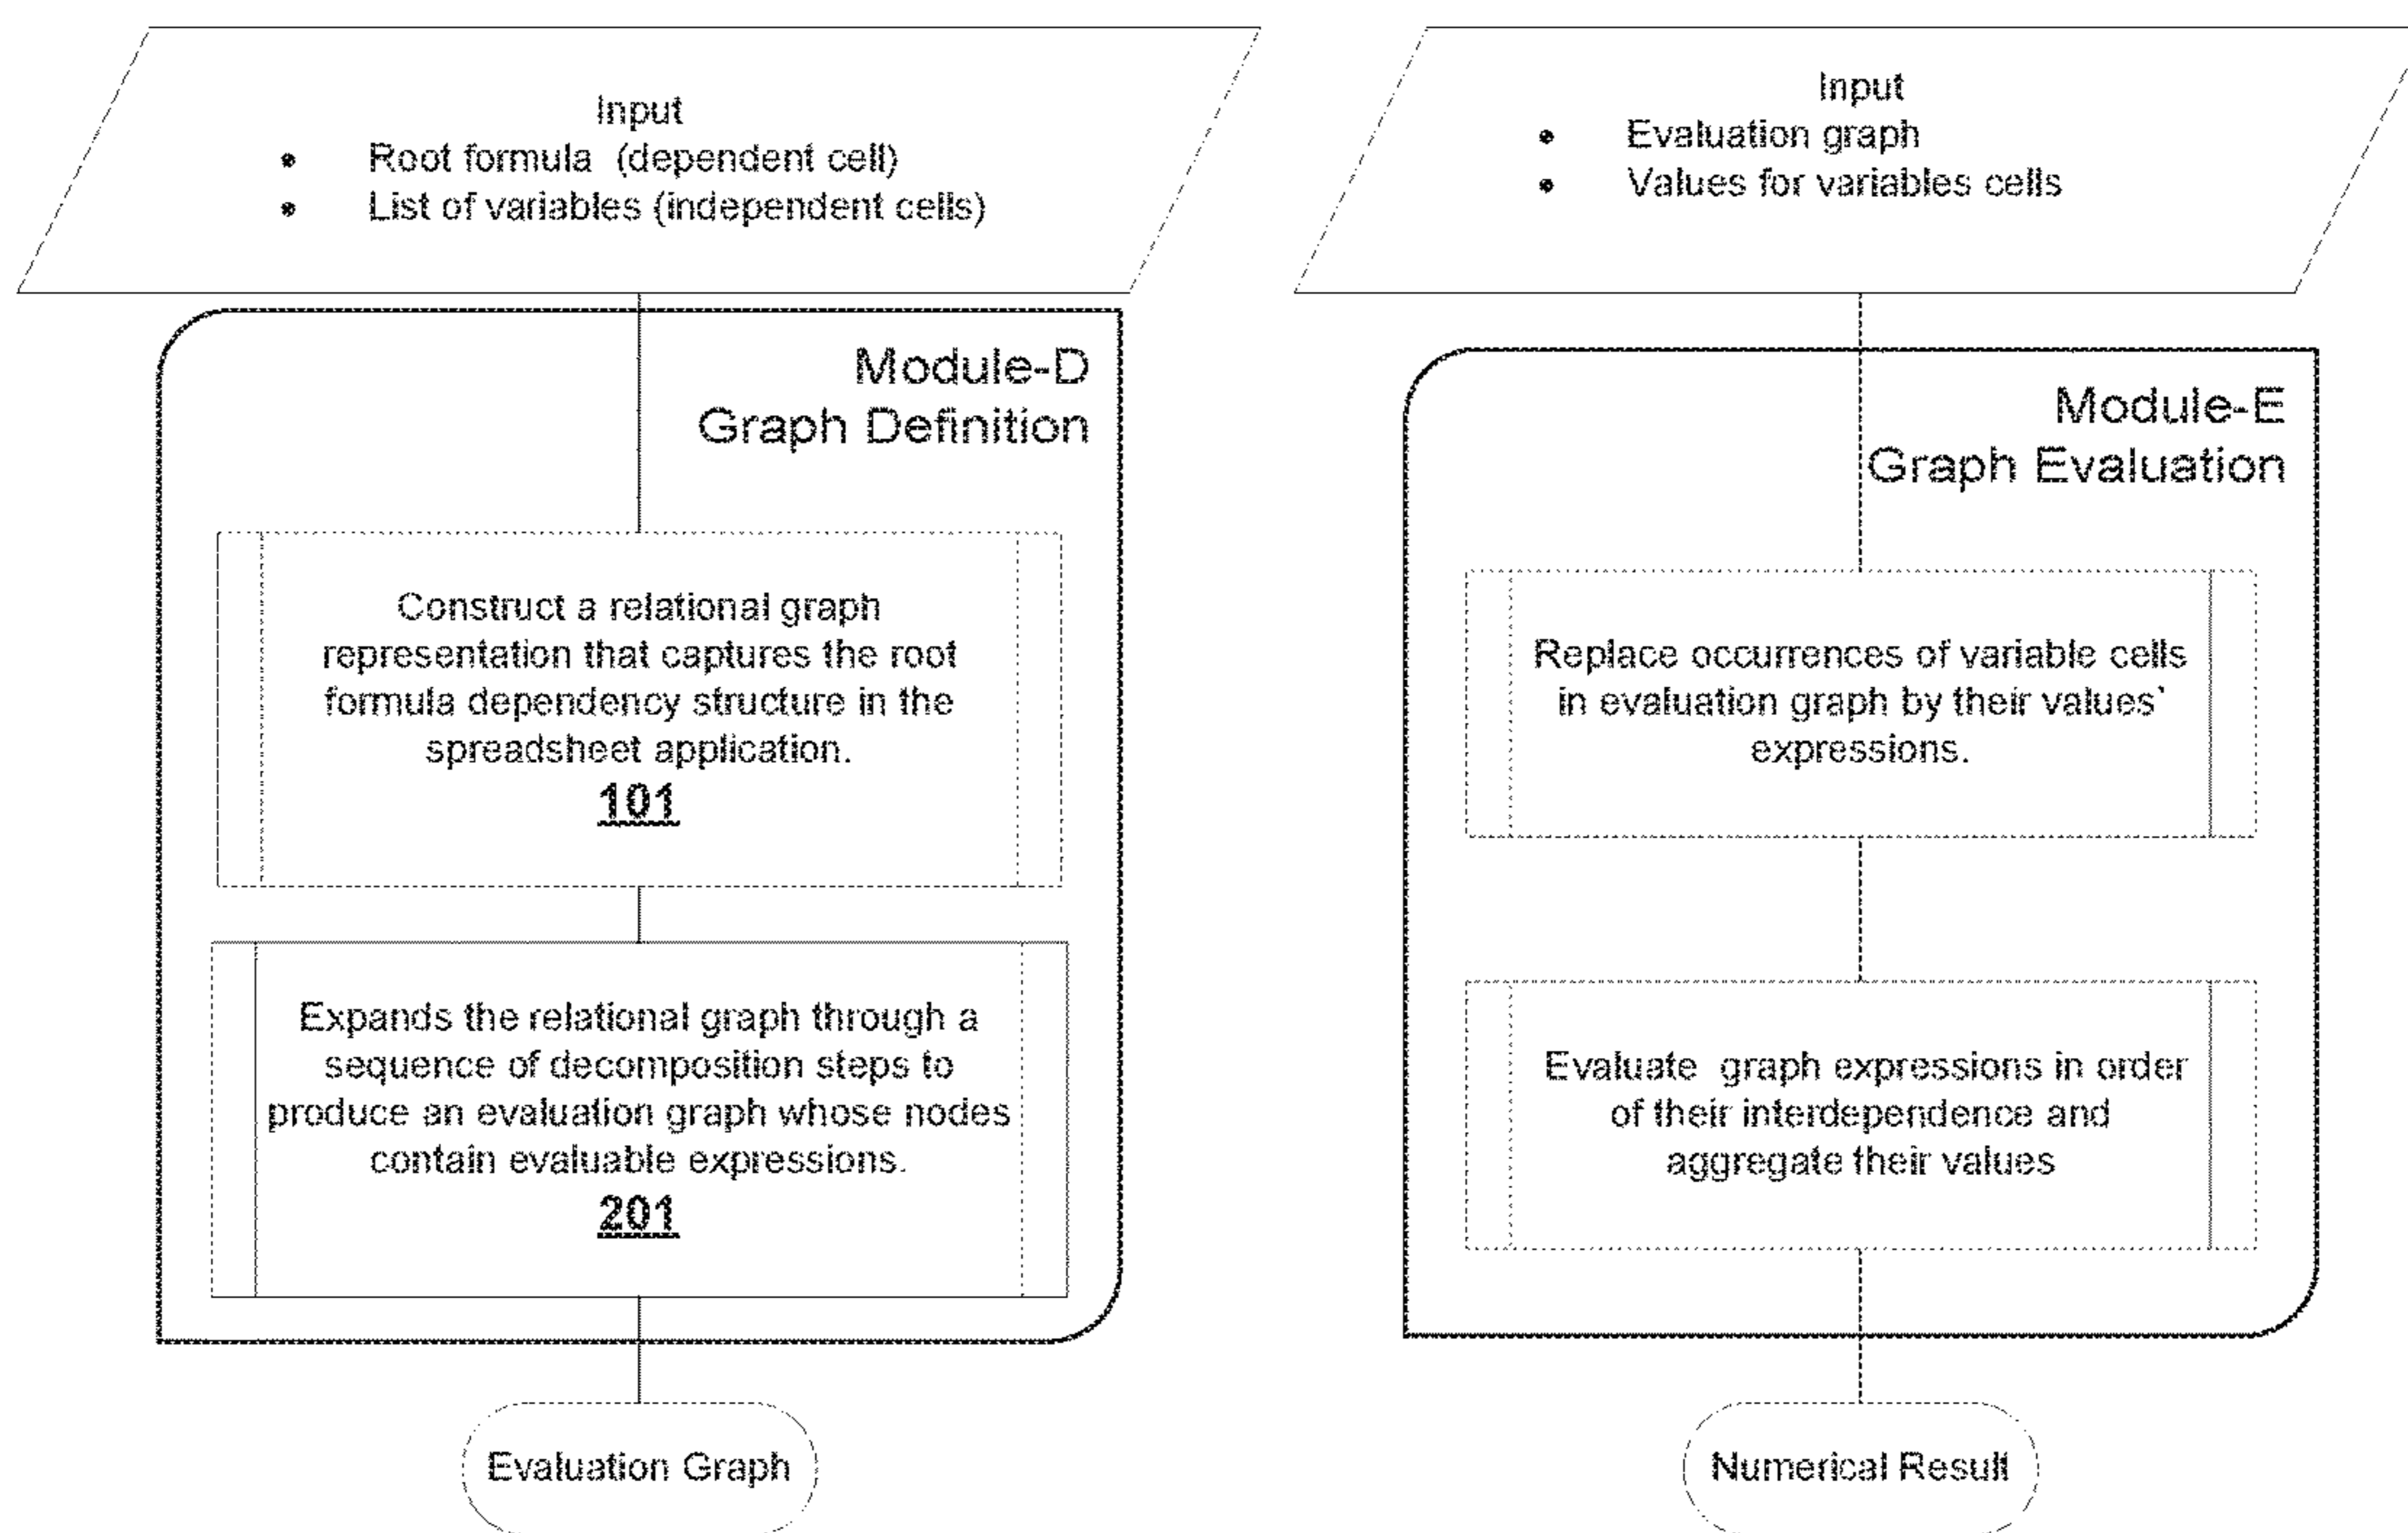 Input
• Root formula (dependent cell)
• List of variables (independent cells)
Module-D
Graph Definition
Construct a relational graph
representation that captures the root
formula dependency structure in the
spreadsheet application.
101
Expands the relational graph through a
sequence of decomposition steps to
produce an evaluation graph whose nodes
contain evaluable expressions.
201
Evaluation Graph
Input
• Evaluation graph
• Values for variables cells
Module-E
Graph Evaluation
Replace occurrences of variable cells
in evaluation graph by their values’
expressions.
Evaluate graph expressions in order
of their interdependence and
aggregate their values
Numerical Result